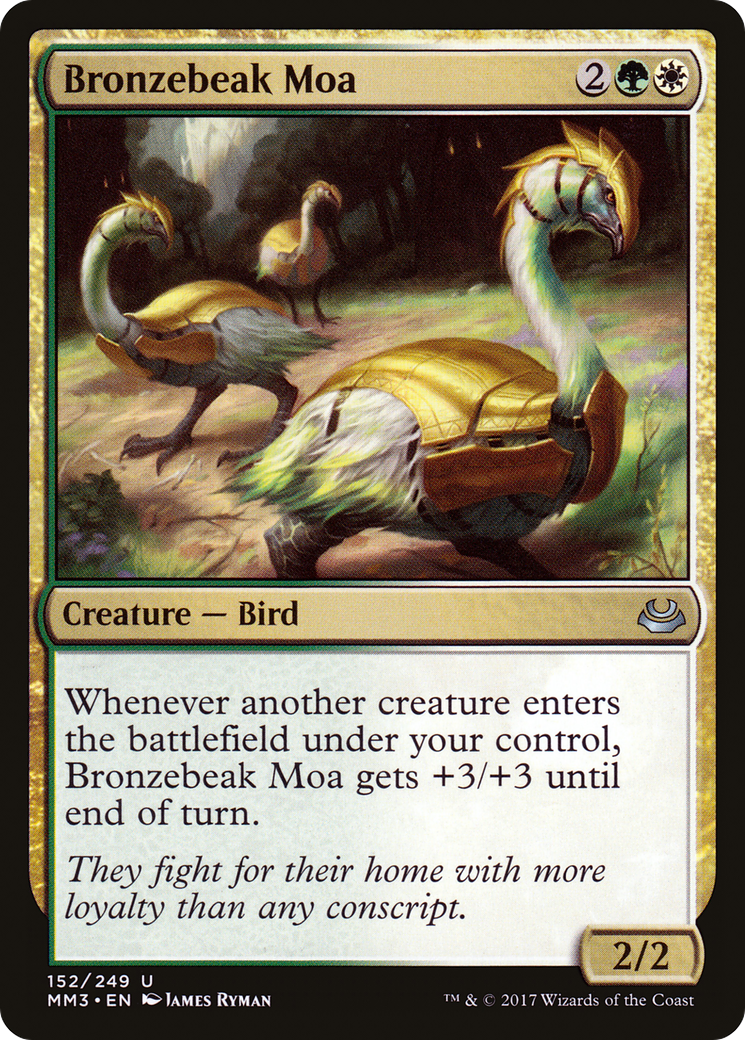 Bronzebeak Moa 2
Creature — Bird
Whenever another creature enters
the battlefield under your control,
Bronzebeak Moa gets +3/+3 until
end of turn.
They fight for their home with more
loyalty than any conscript.
2/2
152/249 U
MM3 • EN James Ryman ™ & © 2017 Wizards of the Coast